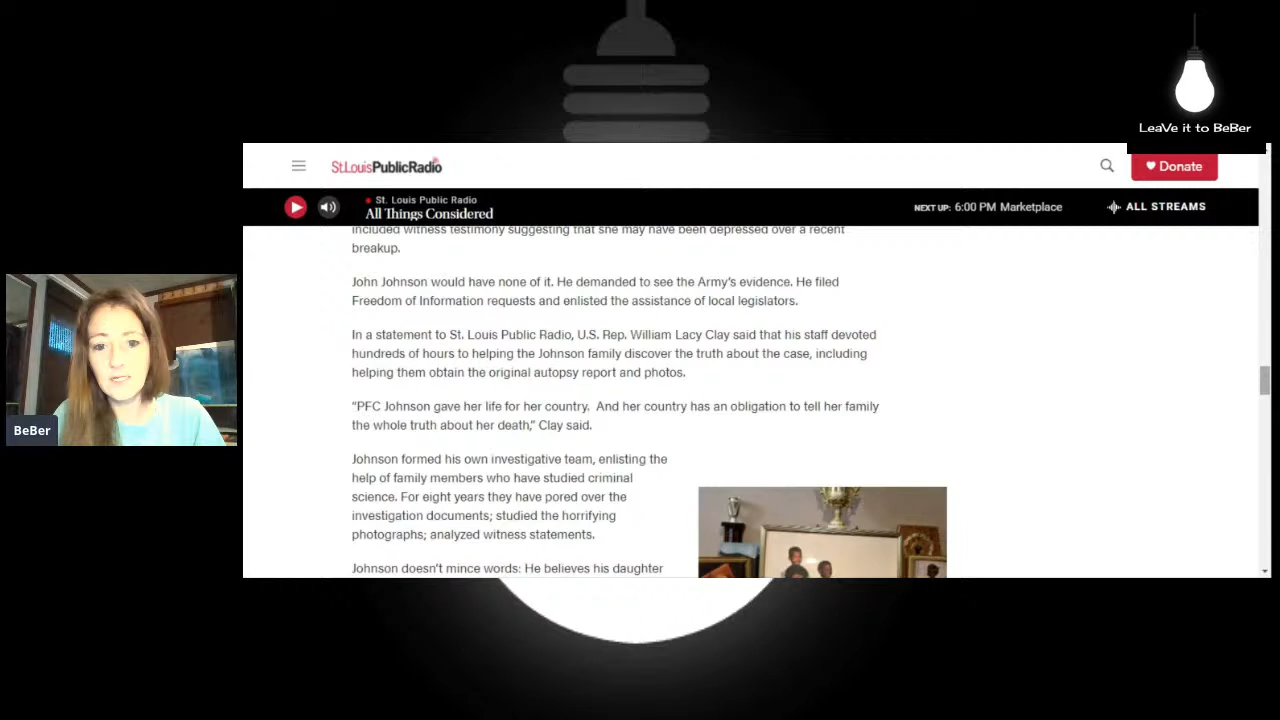 LeaVe it to BeBer
St.LouisPublicRadio
Donate
St. Louis Public Radio
All Things Considered
NEXT UP: 6:00 PM Marketplace
ALL STREAMS
included witness testimony suggesting that she may have been depressed over a recent
breakup.
John Johnson would have none of it. He demanded to see the Army's evidence. He filed
Freedom of Information requests and enlisted the assistance of local legislators.
In a statement to St. Louis Public Radio, U.S. Rep. William Lacy Clay said that his staff devoted
hundreds of hours to helping the Johnson family discover the truth about the case, including
helping them obtain the original autopsy report and photos.
“PFC Johnson gave her life for her country.  And her country has an obligation to tell her family
the whole truth about her death,” Clay said.
Johnson formed his own investigative team, enlisting the
help of family members who have studied criminal
science. For eight years they have pored over the
investigation documents; studied the horrifying
photographs; analyzed witness statements.
Johnson doesn't mince words: He believes his daughter
BeBer